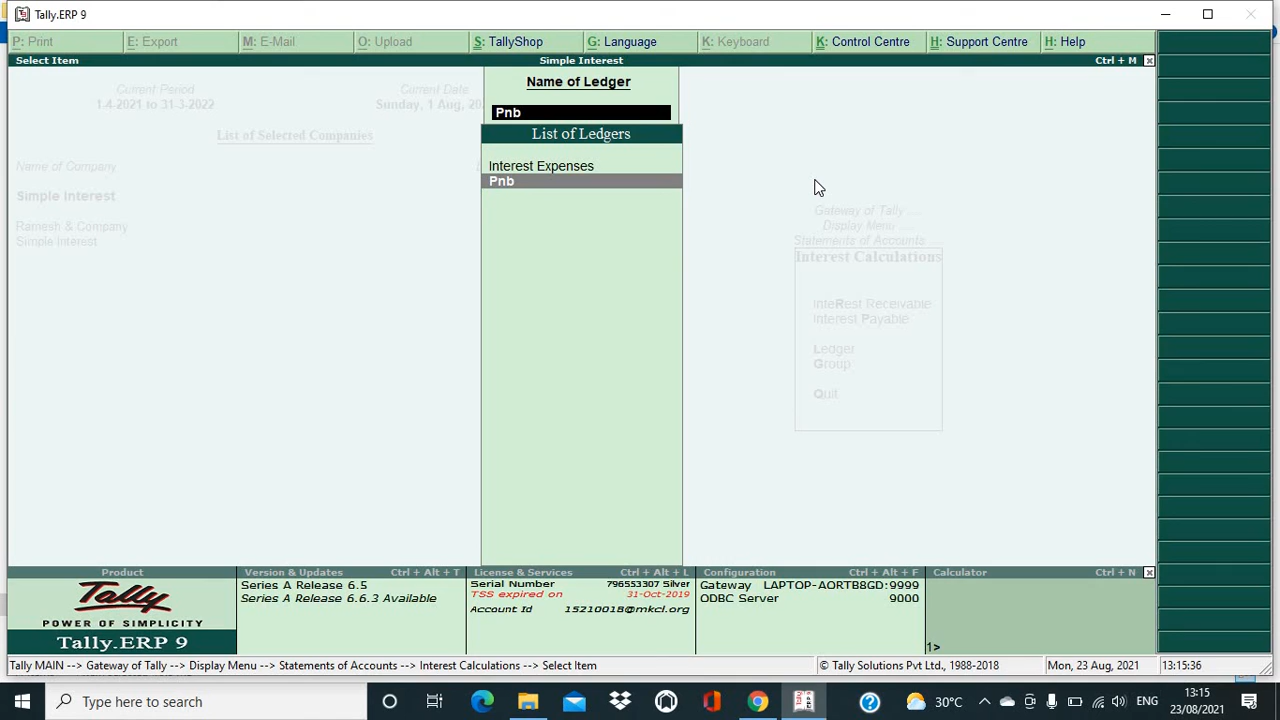 Tally.ERP 9
P: Print E: Export M: E-Mail O: Upload S: TallyShop G: Language K: Keyboard K: Control Centre H: Support Centre H: Help
Select Item Simple Interest Ctrl + M
Current Period Current Date
1-4-2021 to 31-3-2022 Sunday, 1 Aug, 20
List of Selected Companies
Name of Company
Simple Interest
Ramesh & Company
Simple Interest
Name of Ledger
Pnb
List of Ledgers
Interest Expenses
Pnb
Gateway of Tally ....
Display Menu ....
Statements of Accounts ....
Interest Calculations
InteRest Receivable
Interest Payable
Ledger
Group
Quit
Product Version & Updates Ctrl + Alt + T License & Services Ctrl + Alt + L Configuration Ctrl + Alt + F Calculator Ctrl + N
Tally
POWER OF SIMPLICITY
Tally.ERP 9
Series A Release 6.5
Series A Release 6.6.3 Available
Serial Number 796553307 Silver
TSS expired on 31-Oct-2019
Account Id 15210018@mkcl.org
Gateway LAPTOP-AORTB8GD:9999
ODBC Server 9000
1>
Tally MAIN --> Gateway of Tally --> Display Menu --> Statements of Accounts --> Interest Calculations --> Select Item © Tally Solutions Pvt Ltd., 1988-2018 Mon, 23 Aug, 2021 13:15:36
Type here to search 30°C ENG 13:15
23/08/2021